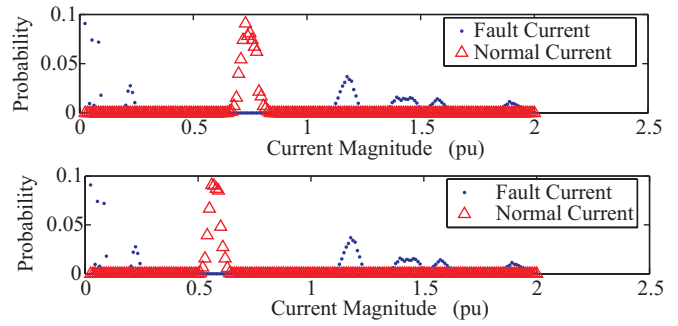 0.1
0.05
0
Probability
Fault Current
Normal Current
0 0.5 1 1.5 2 2.5
Current Magnitude (pu)
0.1
0.05
0
Probability
Fault Current
Normal Current
0 0.5 1 1.5 2 2.5
Current Magnitude (pu)